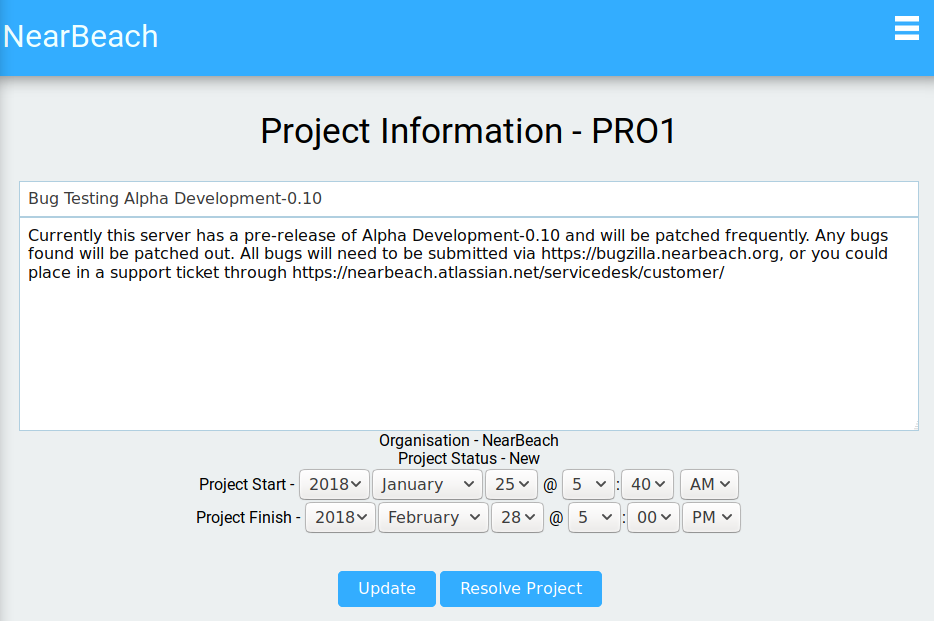 NearBeach
Project Information - PRO1
Bug Testing Alpha Development-0.10
Currently this server has a pre-release of Alpha Development-0.10 and will be patched frequently. Any bugs
found will be patched out. All bugs will need to be submitted via https://bugzilla.nearbeach.org, or you could
place in a support ticket through https://nearbeach.atlassian.net/servicedesk/customer/
Organisation - NearBeach
Project Status - New
Project Start - 2018 January 25 @ 5 : 40 AM
Project Finish - 2018 February 28 @ 5 : 00 PM
Update Resolve Project